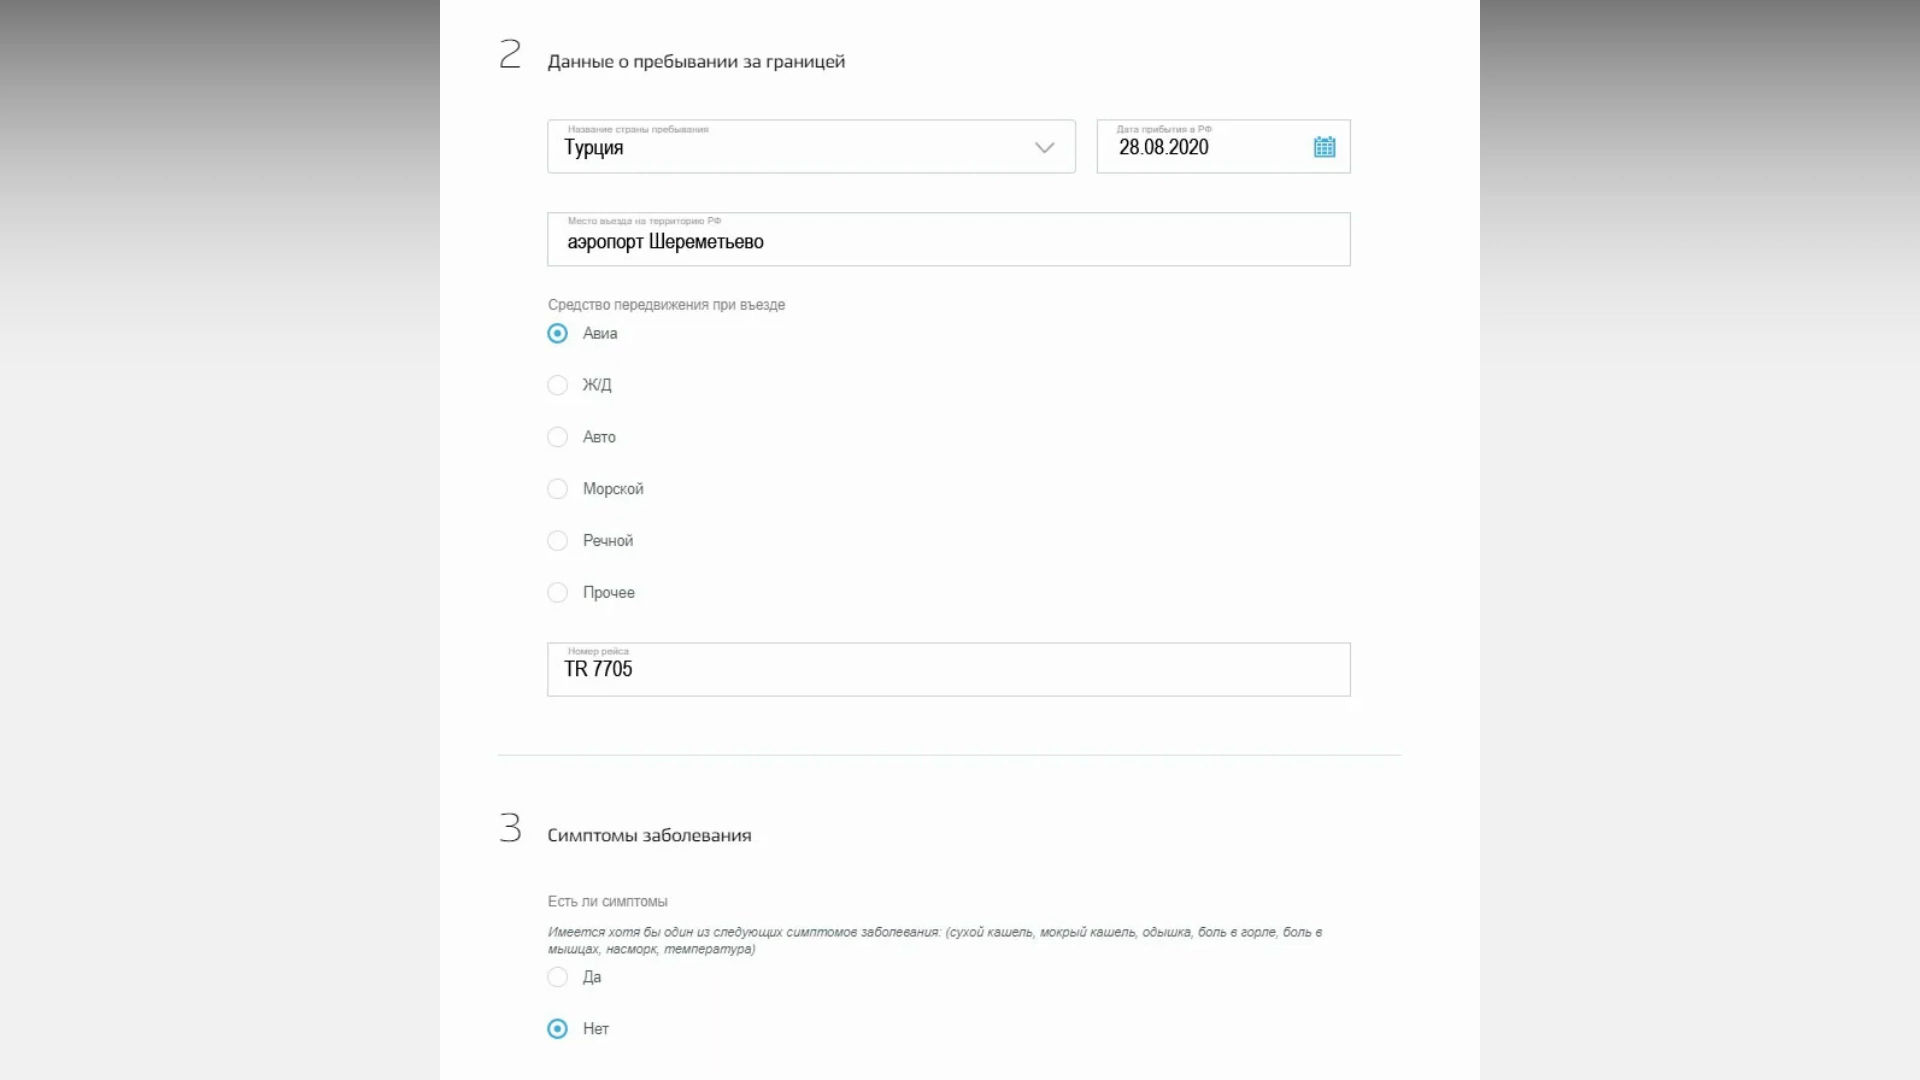 2 Данные о пребывании за границей
Название страны пребывания
Турция
Дата прибытия в РФ
28.08.2020
Место въезда на территорию РФ
аэропорт Шереметьево
Средство передвижения при въезде
Авиа
Ж/Д
Авто
Морской
Речной
Прочее
Номер рейса
TR 7705
3 Симптомы заболевания
Есть ли симптомы
Имеется хотя бы один из следующих симптомов заболевания: (сухой кашель, мокрый кашель, одышка, боль в горле, боль в
мышцах, насморк, температура)
Да
Нет